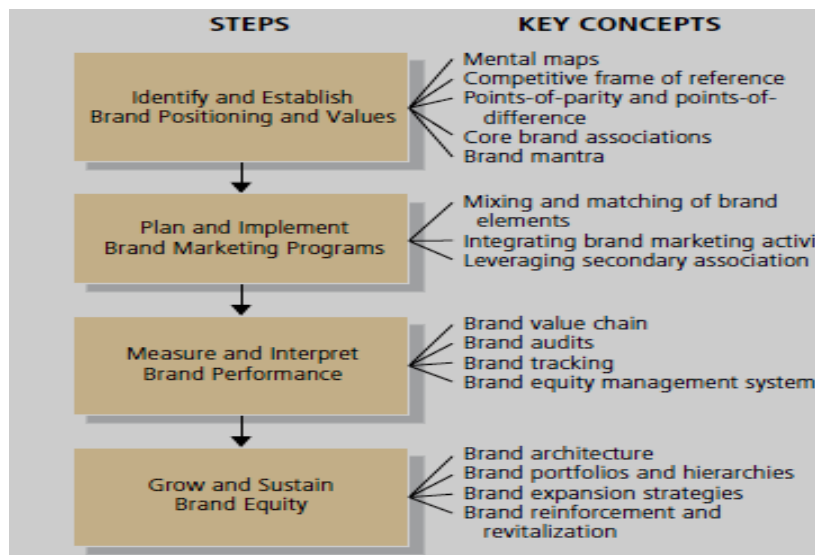 STEPS
KEY CONCEPTS
Identify and Establish
Brand Positioning and Values
Mental maps
Competitive frame of reference
Points-of-parity and points-of-
difference
Core brand associations
Brand mantra
Plan and Implement
Brand Marketing Programs
Mixing and matching of brand
elements
Integrating brand marketing activi
Leveraging secondary association
Measure and Interpret
Brand Performance
Brand value chain
Brand audits
Brand tracking
Brand equity management system
Grow and Sustain
Brand Equity
Brand architecture
Brand portfolios and hierarchies
Brand expansion strategies
Brand reinforcement and
revitalization